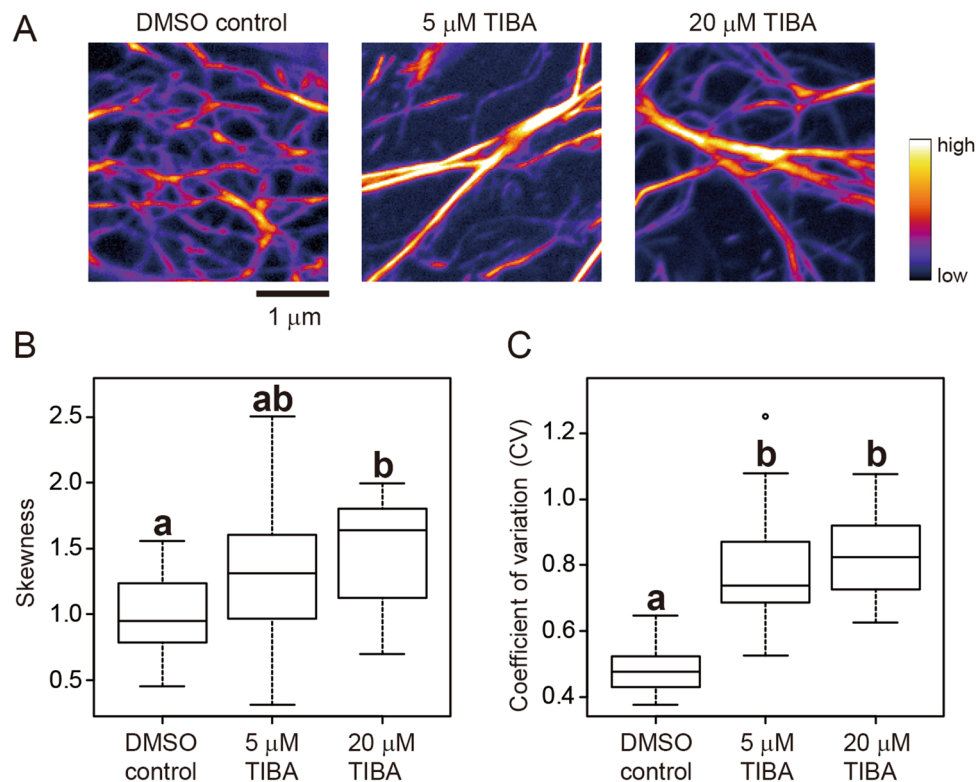 A
DMSO control
5 μM TIBA
20 μM TIBA
high
low
1 μm
B
C
Skewness
2.5
2.0
1.5
1.0
0.5
a
ab
b
DMSO
control
5 μM
TIBA
20 μM
TIBA
Coefficient of variation (CV)
1.2
1.0
0.8
0.6
0.4
a
b
b
DMSO
control
5 μM
TIBA
20 μM
TIBA